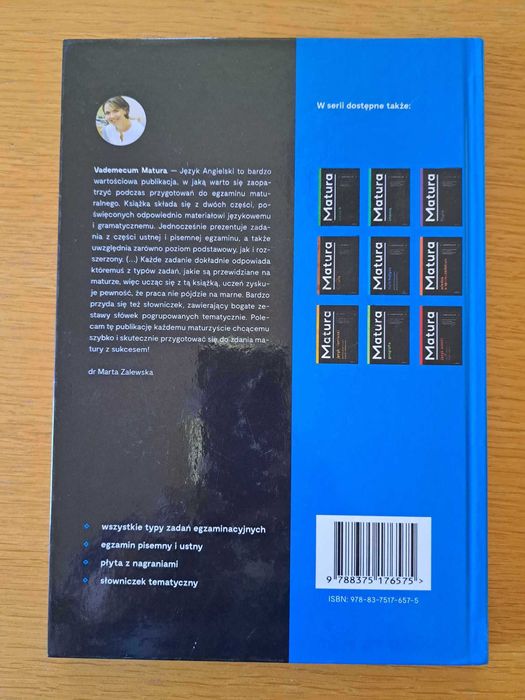 Vademecum Matura — Język Angielski to bardzo
wartościowa publikacja, w jaką warto się zaopa-
trzyć podczas przygotowań do egzaminu matu-
ralnego. Książka składa się z dwóch części, po-
święconych odpowiednio materiałowi językowemu
i gramatycznemu. Jednocześnie prezentuje zada-
nia z części ustnej i pisemnej egzaminu, a także
uwzględnia zarówno poziom podstawowy, jak i roz-
szerzony. (...) Każde zadanie dokładnie odpowiada
któremuś z typów zadań, jakie są przewidziane na
maturze, więc ucząc się z tą książką, uczeń zysku-
je pewność, że praca nie pójdzie na marne. Bardzo
przyda się też słowniczek, zawierający bogate ze-
stawy słówek pogrupowanych tematycznie. Pole-
cam tę publikację każdemu maturzyście chcącemu
szybko i skutecznie przygotować się do zdania ma-
tury z sukcesem!
dr Marta Zalewska
wszystkie typy zadań egzaminacyjnych
egzamin pisemny i ustny
płyta z nagraniami
słowniczek tematyczny
W serii dostępne także:
Matura
Matura
Matura
Matura
Matura
Matura
Matura
Matura
Matura
9 788375 176575 >
ISBN: 978-83-7517-657-5